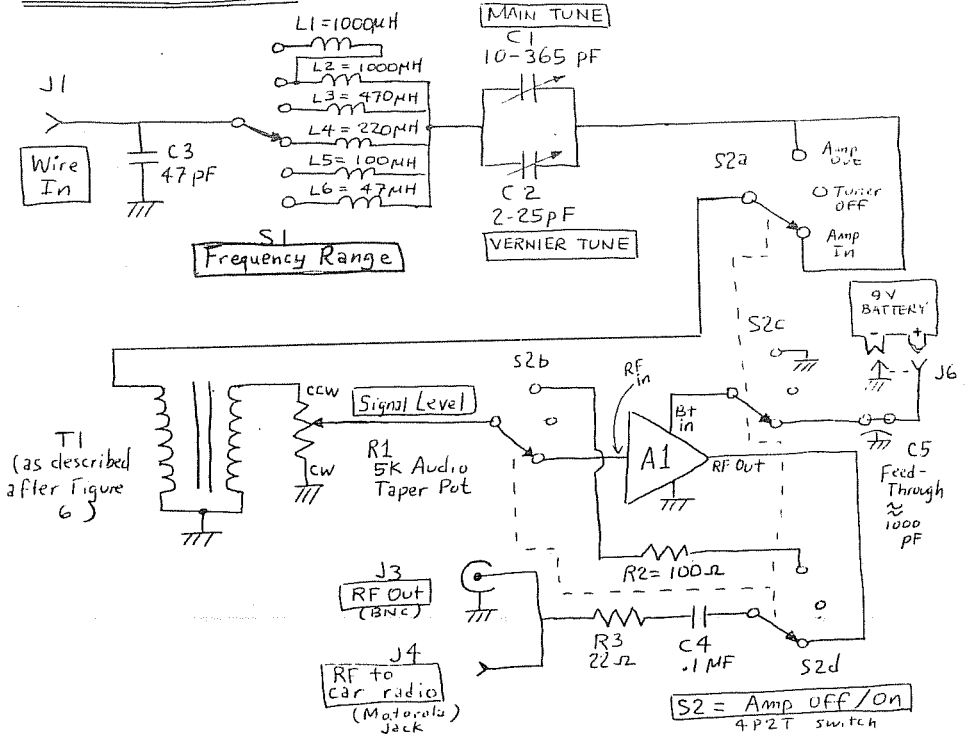 MAIN TUNE
C1
10-365 pF
L1=1000μH
L2=1000μH
L3=470μH
L4=220μH
L5=100μH
L6=47μH
J1
Wire
In
C3
47pF
S1
Frequency Range
C2
2-25pF
VERNIER TUNE
S2a
Amp
Out
Tuner
OFF
Amp
In
9V
BATTERY
-
+
J6
S2c
S2b
RF
in
B+
in
A1
RF Out
C5
Feed-
Through
≈
1000
pF
T1
(as described
after Figure
6)
CCW
CW
Signal Level
R1
5K Audio
Taper Pot
R2=100Ω
J3
RF Out
(BNC)
R3
22Ω
C4
.1MF
S2d
J4
RF to
car radio
(Motorola)
jack
S2 = Amp Off/On
4P2T switch